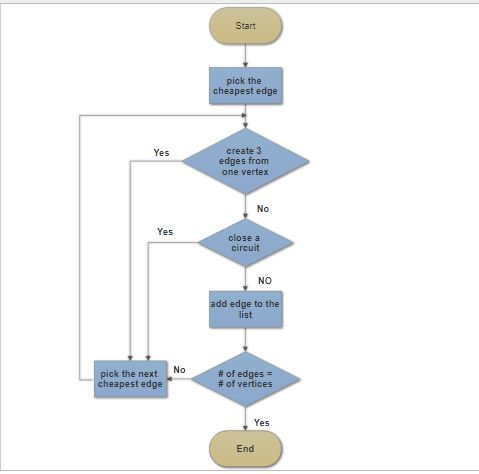 Start
pick the
cheapest edge
create 3
edges from
one vertex
Yes
No
close a
circuit
Yes
NO
add edge to the
list
# of edges =
# of vertices
No
pick the next
cheapest edge
Yes
End